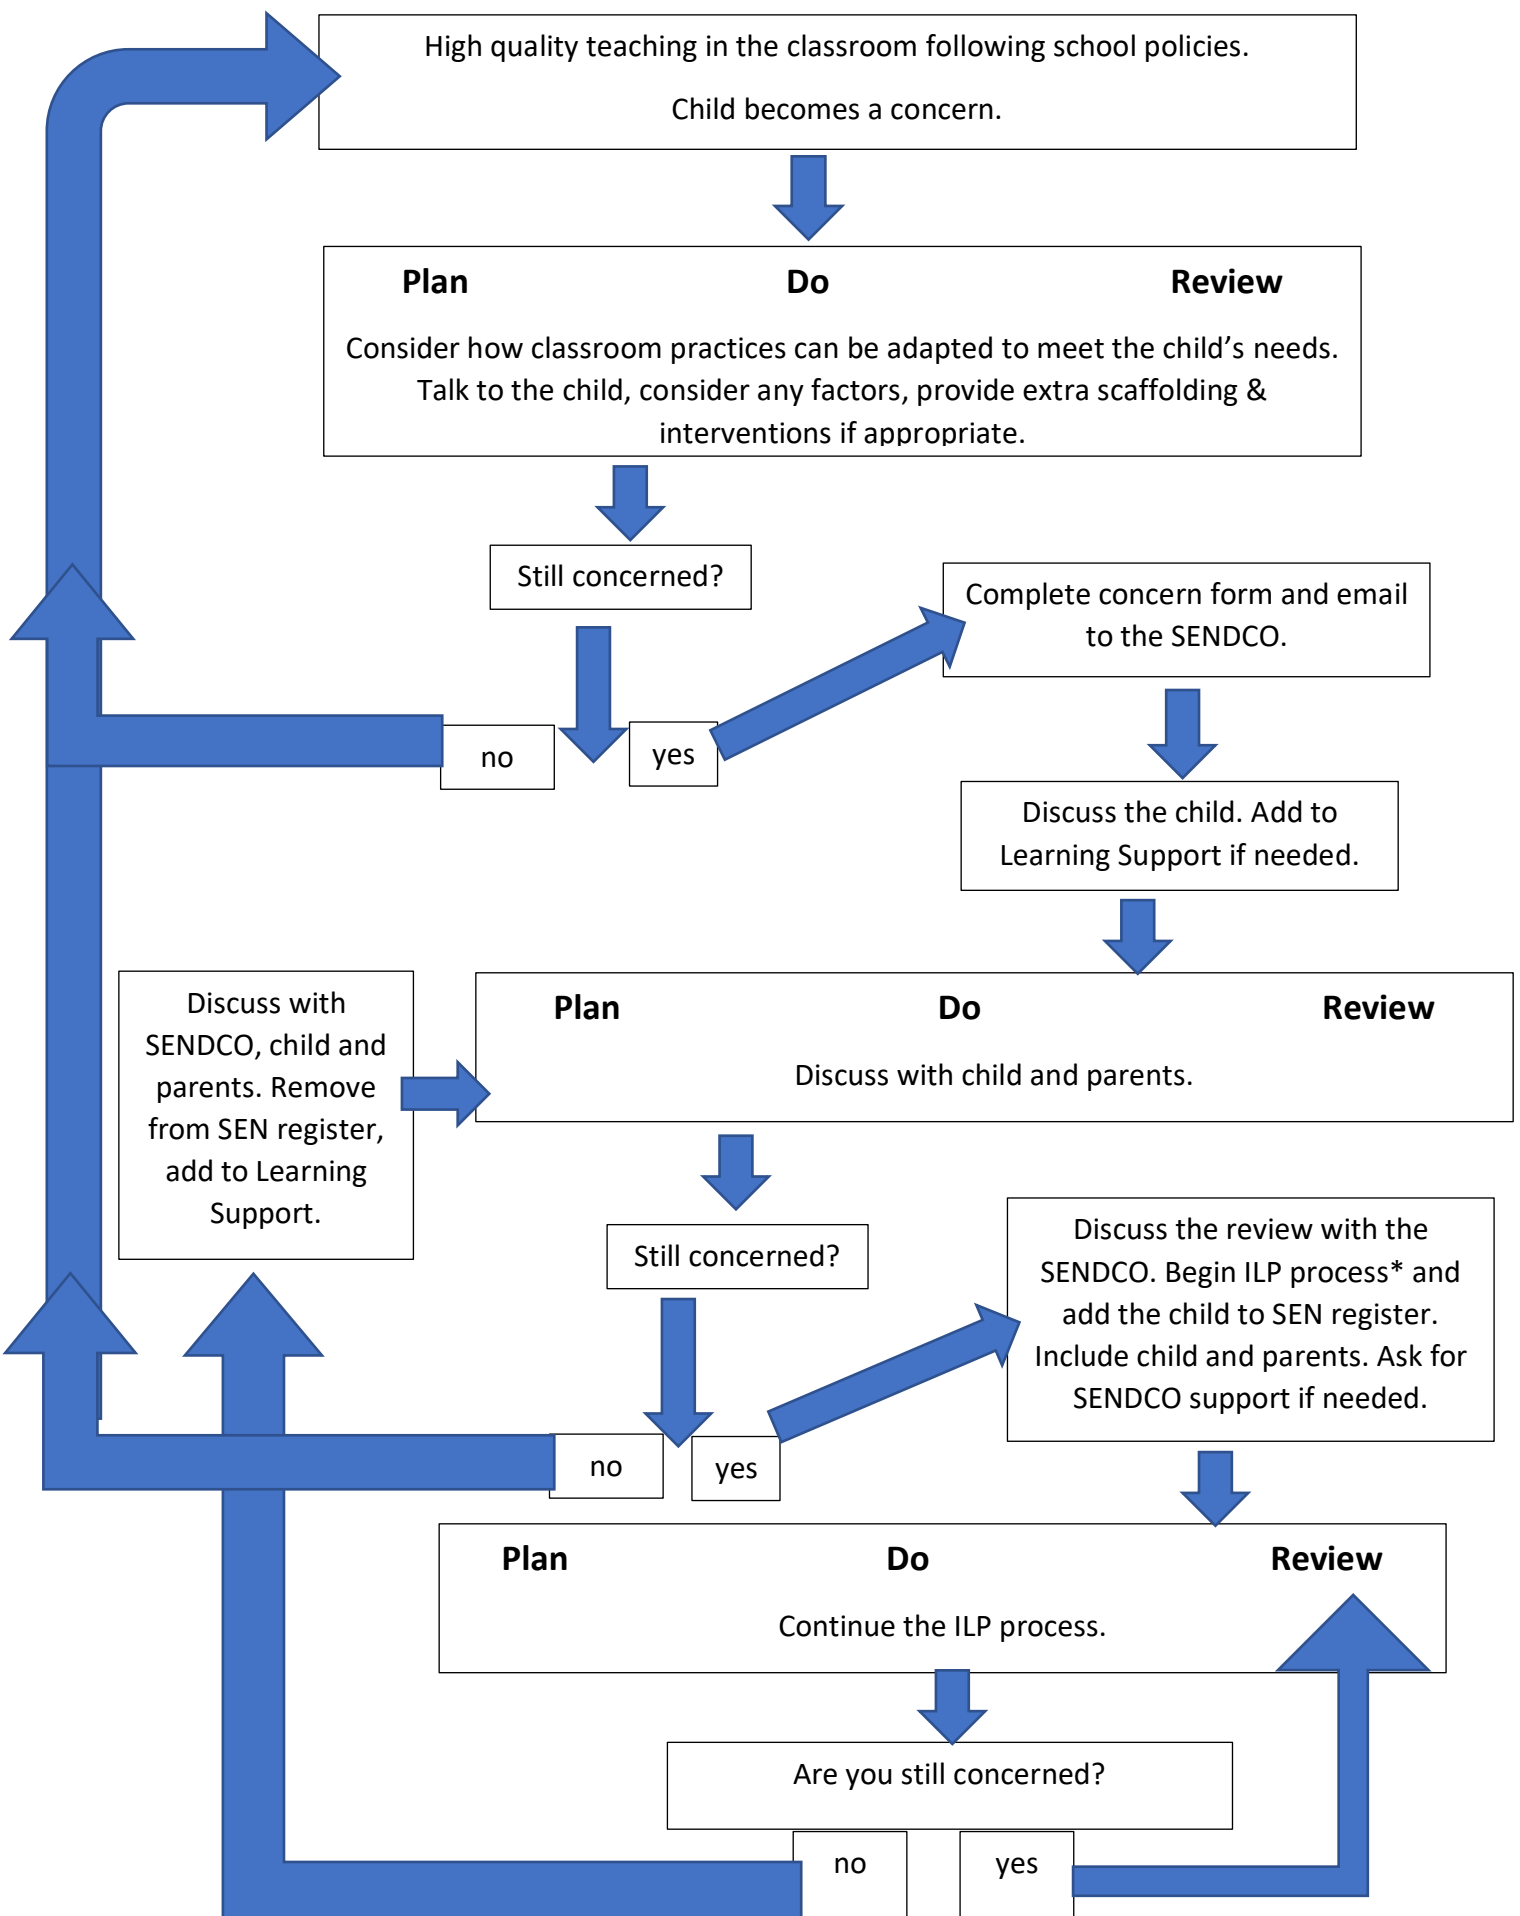 High quality teaching in the classroom following school policies.
Child becomes a concern.
Plan Do Review
Consider how classroom practices can be adapted to meet the child’s needs.
Talk to the child, consider any factors, provide extra scaffolding &
interventions if appropriate.
Still concerned?
Complete concern form and email
to the SENDCO.
no yes
Discuss the child. Add to
Learning Support if needed.
Discuss with
SENDCO, child and
parents. Remove
from SEN register,
add to Learning
Support.
Plan Do Review
Discuss with child and parents.
Still concerned?
Discuss the review with the
SENDCO. Begin ILP process* and
add the child to SEN register.
Include child and parents. Ask for
SENDCO support if needed.
no yes
Plan Do Review
Continue the ILP process.
Are you still concerned?
no yes